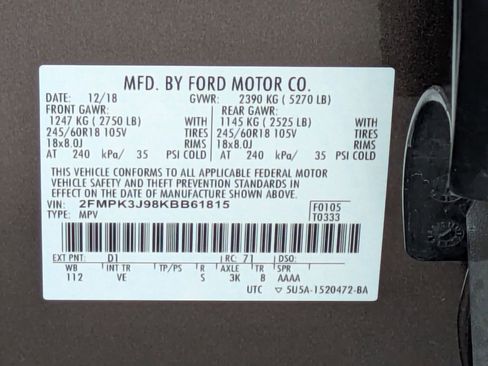 MFD. BY FORD MOTOR CO.
DATE: 12/18 GVWR: 2390 KG ( 5270 LB)
FRONT GAWR: REAR GAWR:
1247 KG ( 2750 LB) WITH 1145 KG ( 2525 LB) WITH
245/60R18 105V TIRES 245/60R18 105V TIRES
18x8.0J RIMS 18x8.0J RIMS
AT 240 kPa/ 35 PSI COLD AT 240 kPa/ 35 PSI COLD
THIS VEHICLE CONFORMS TO ALL APPLICABLE FEDERAL MOTOR
VEHICLE SAFETY AND THEFT PREVENTION STANDARDS IN
EFFECT ON THE DATE OF MANUFACTURE SHOWN ABOVE.
VIN: 2FMPK3J98KBB61815 F0105
TYPE: MPV T0333
EXT PNT: D1 RC: 71 DSO:
WB INT TR TP/PS R AXLE TR SPR
112 VE S 3K 8 AAAA
UTC ▽ 5U5A-1520472-BA